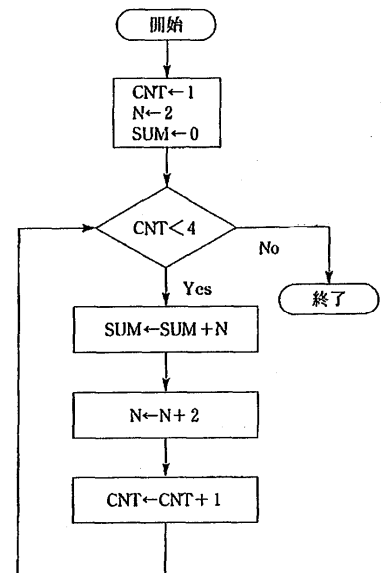 開始
CNT←1
N←2
SUM←0
CNT<4
No
Yes
終了
SUM←SUM+N
N←N+2
CNT←CNT+1